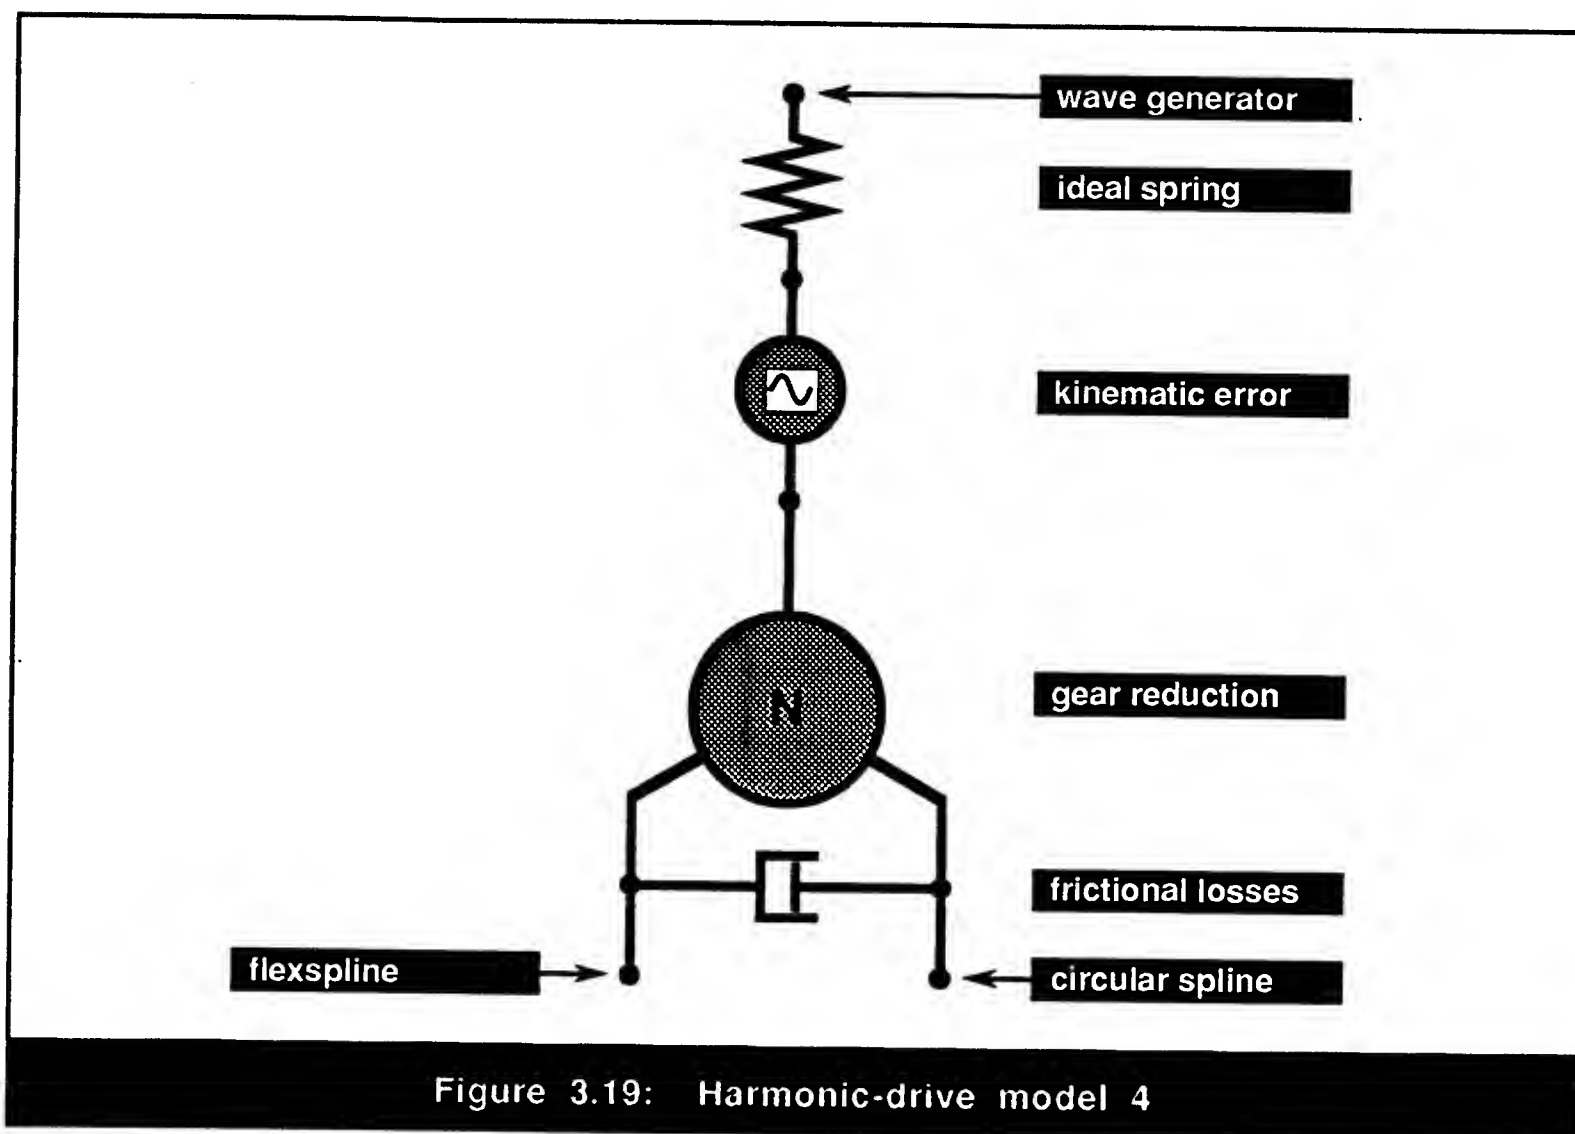 wave generator
ideal spring
kinematic error
N
gear reduction
frictional losses
flexspline
circular spline
Figure 3.19: Harmonic-drive model 4